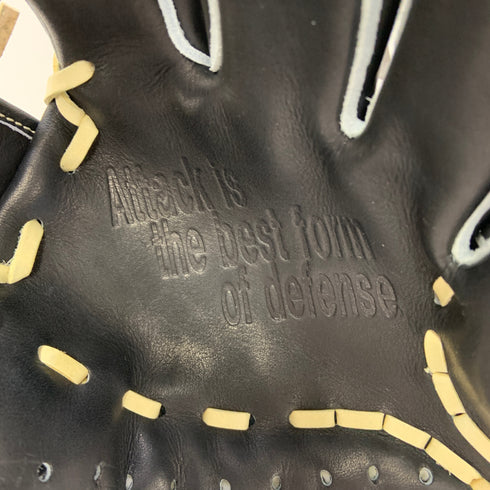 Attack is
the best form
of defense